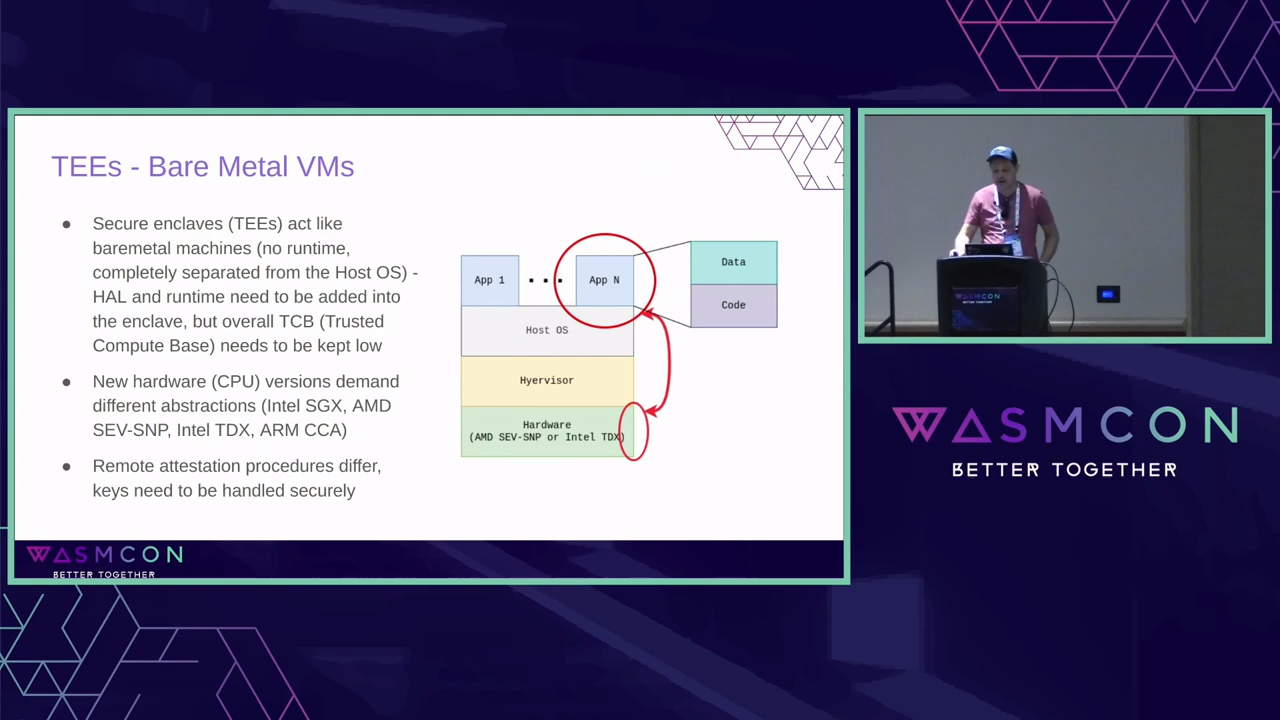 TEEs - Bare Metal VMs
● Secure enclaves (TEEs) act like
baremetal machines (no runtime,
completely separated from the Host OS) -
HAL and runtime need to be added into
the enclave, but overall TCB (Trusted
Compute Base) needs to be kept low
● New hardware (CPU) versions demand
different abstractions (Intel SGX, AMD
SEV-SNP, Intel TDX, ARM CCA)
● Remote attestation procedures differ,
keys need to be handled securely
App 1
App N
Data
Code
Host OS
Hyervisor
Hardware
(AMD SEV-SNP or Intel TDX)
WASMCON
BETTER TOGETHER
WASMCON
WASMCON
BETTER TOGETHER